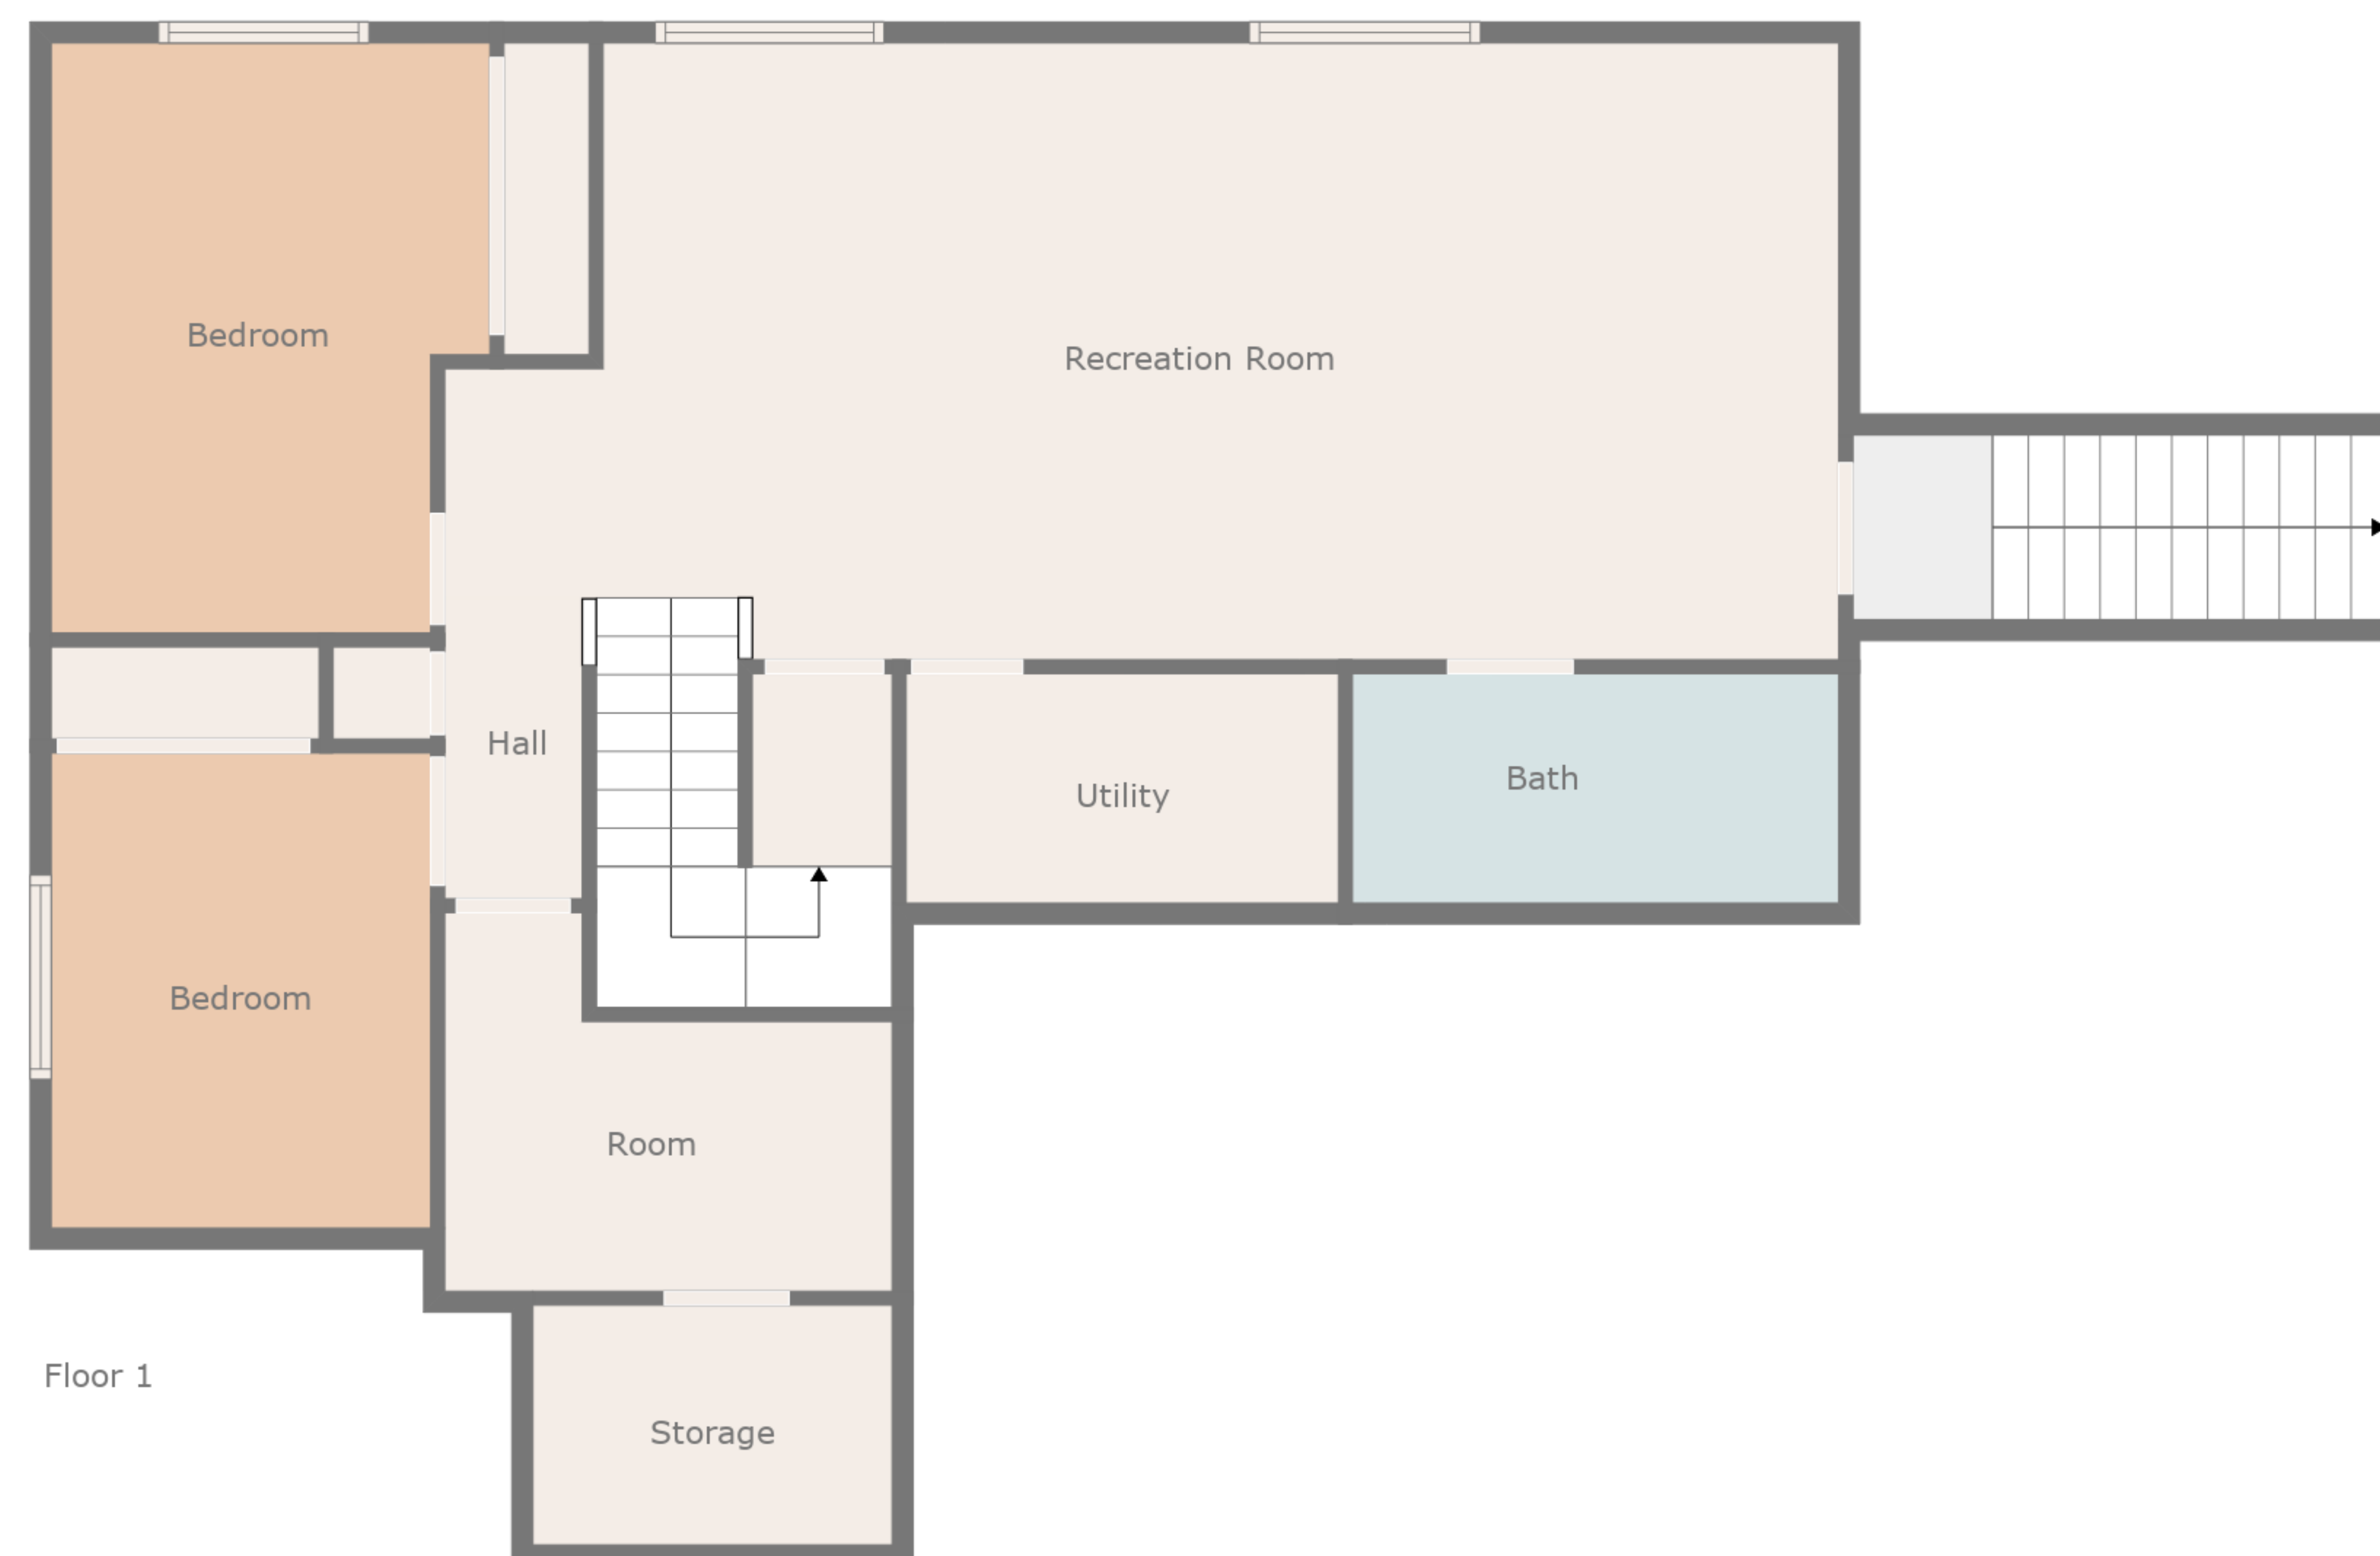 Bedroom
Recreation Room
Hall
Utility
Bath
Bedroom
Room
Floor 1
Storage